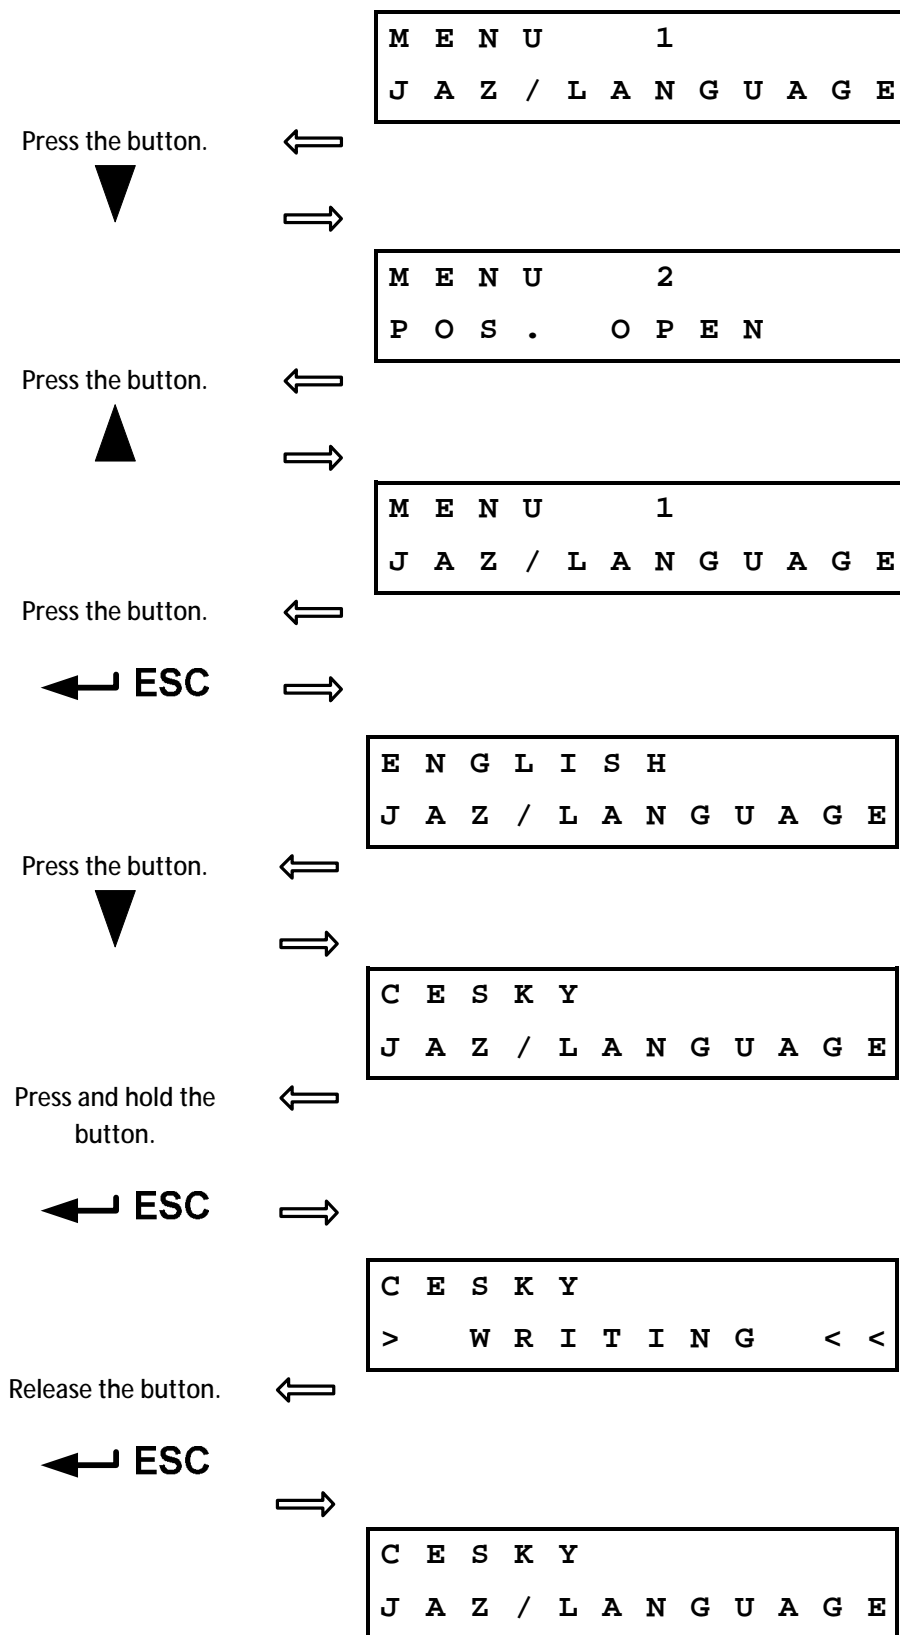 MENU 1
JAZ/LANGUAGE
Press the button.
MENU 2
POS. OPEN
Press the button.
MENU 1
JAZ/LANGUAGE
Press the button.
ESC
ENGLISH
JAZ/LANGUAGE
Press the button.
CESKY
JAZ/LANGUAGE
Press and hold the
button.
ESC
CESKY
> WRITING <<
Release the button.
ESC
CESKY
JAZ/LANGUAGE